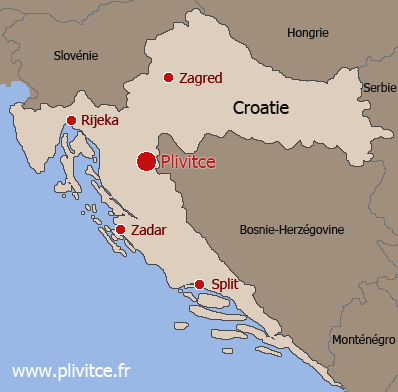 Hongrie
Slovénie
Zagred
Serbie
Croatie
Rijeka
Plivitce
Zadar
Bosnie-Herzégovine
Split
Monténégro
www.plivitce.fr